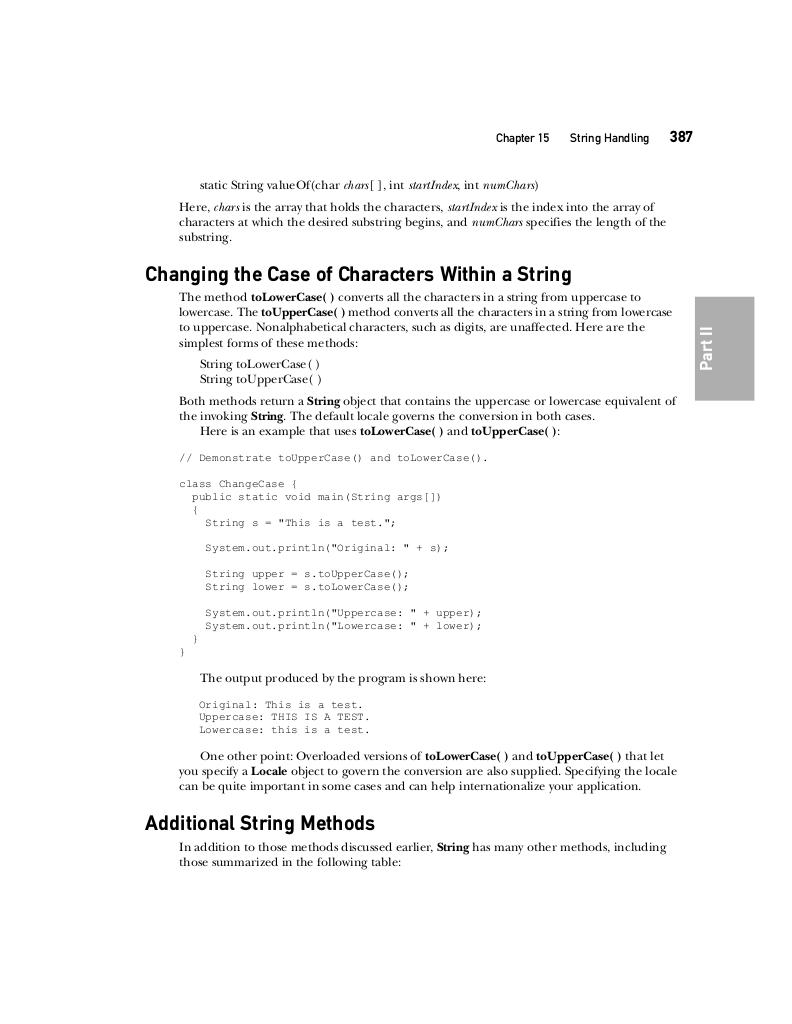 Chapter 15 String Handling 387
static String valueOf(char chars[ ], int startIndex, int numChars)
Here, chars is the array that holds the characters, startIndex is the index into the array of
characters at which the desired substring begins, and numChars specifies the length of the
substring.
Changing the Case of Characters Within a String
The method toLowerCase( ) converts all the characters in a string from uppercase to
lowercase. The toUpperCase( ) method converts all the characters in a string from lowercase
to uppercase. Nonalphabetical characters, such as digits, are unaffected. Here are the
simplest forms of these methods:
String toLowerCase( )
String toUpperCase( )
Both methods return a String object that contains the uppercase or lowercase equivalent of
the invoking String. The default locale governs the conversion in both cases.
Here is an example that uses toLowerCase( ) and toUpperCase( ):
// Demonstrate toUpperCase() and toLowerCase().
class ChangeCase {
  public static void main(String args[])
  {
    String s = "This is a test.";
    System.out.println("Original: " + s);
    String upper = s.toUpperCase();
    String lower = s.toLowerCase();
    System.out.println("Uppercase: " + upper);
    System.out.println("Lowercase: " + lower);
  }
}
The output produced by the program is shown here:
Original: This is a test.
Uppercase: THIS IS A TEST.
Lowercase: this is a test.
One other point: Overloaded versions of toLowerCase( ) and toUpperCase( ) that let
you specify a Locale object to govern the conversion are also supplied. Specifying the locale
can be quite important in some cases and can help internationalize your application.
Additional String Methods
In addition to those methods discussed earlier, String has many other methods, including
those summarized in the following table:
Part II